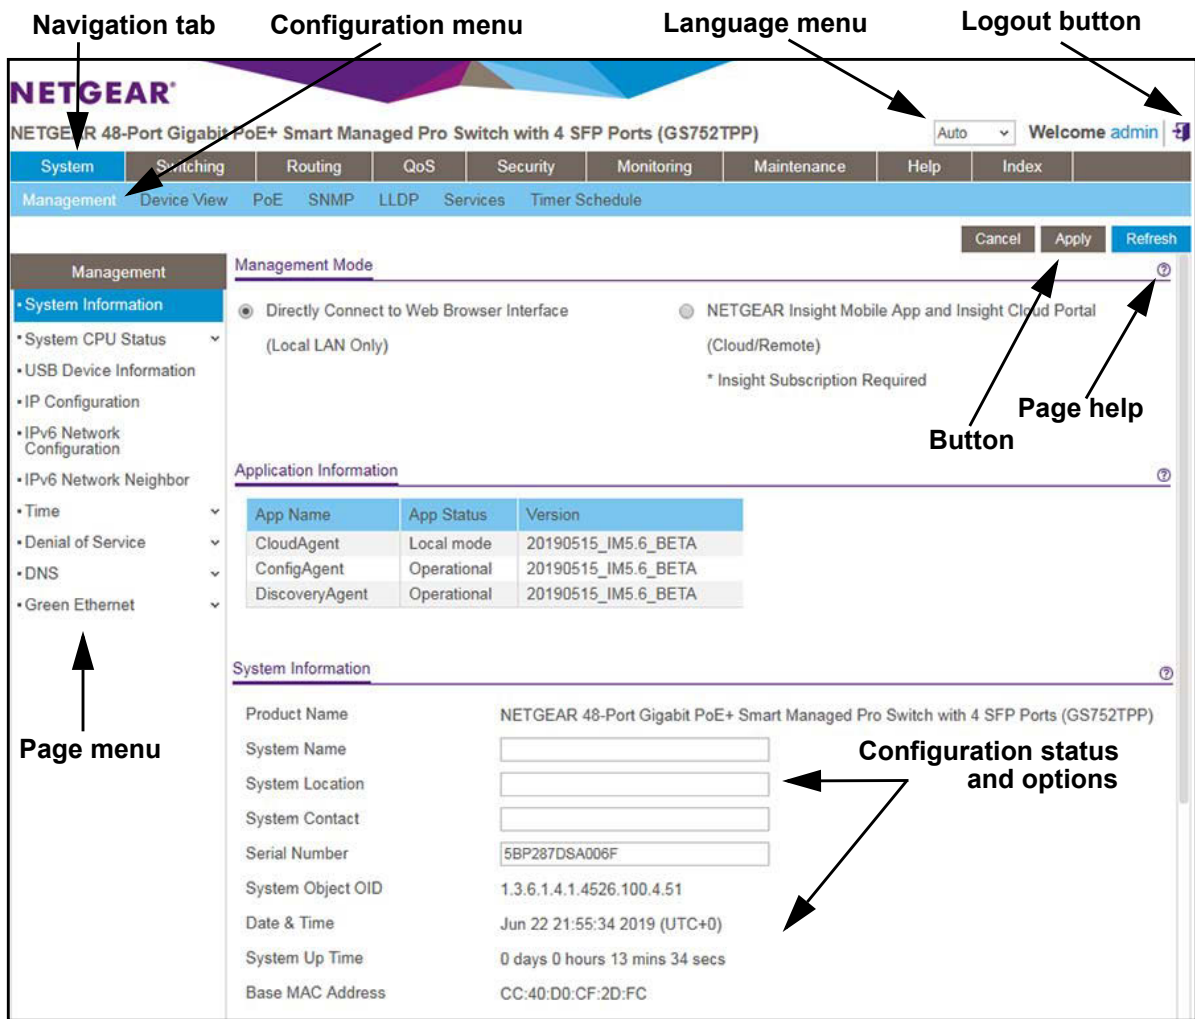 Navigation tab Configuration menu Language menu Logout button
NETGEAR®
NETGEAR 48-Port Gigabit PoE+ Smart Managed Pro Switch with 4 SFP Ports (GS752TPP) Auto Welcome admin
System Switching Routing QoS Security Monitoring Maintenance Help Index
Management Device View PoE SNMP LLDP Services Timer Schedule
Cancel Apply Refresh
Management
System Information
System CPU Status
USB Device Information
IP Configuration
IPv6 Network
Configuration
IPv6 Network Neighbor
Time
Denial of Service
DNS
Green Ethernet
Page menu
Management Mode ?
Directly Connect to Web Browser Interface
(Local LAN Only)
NETGEAR Insight Mobile App and Insight Cloud Portal
(Cloud/Remote)
* Insight Subscription Required
Page help
Button
Application Information ?
App Name App Status Version
CloudAgent Local mode 20190515_IM5.6_BETA
ConfigAgent Operational 20190515_IM5.6_BETA
DiscoveryAgent Operational 20190515_IM5.6_BETA
System Information ?
Product Name NETGEAR 48-Port Gigabit PoE+ Smart Managed Pro Switch with 4 SFP Ports (GS752TPP)
System Name
System Location
System Contact
Configuration status
and options
Serial Number 5BP287DSA006F
System Object OID 1.3.6.1.4.1.4526.100.4.51
Date & Time Jun 22 21:55:34 2019 (UTC+0)
System Up Time 0 days 0 hours 13 mins 34 secs
Base MAC Address CC:40:D0:CF:2D:FC